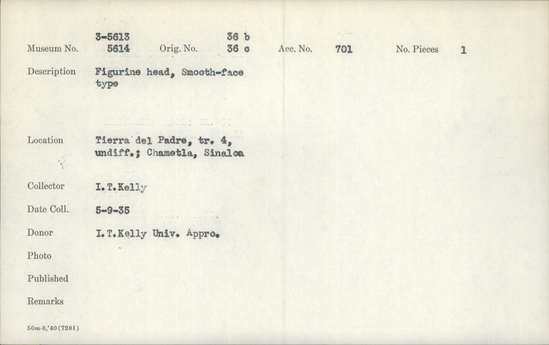 3-5613 36 b
Museum No. 5614 Orig. No. 36 c Acc. No. 701 No. Pieces 1
Description Figurine head, Smooth-face
type
Location Tierra del Padre, tr. 4,
undiff.; Chametla, Sinaloa
Collector I.T.Kelly
Date Coll. 5-9-35
Donor I.T.Kelly Univ. Appro.
Photo
Published
Remarks
50m-8,'40(7281)